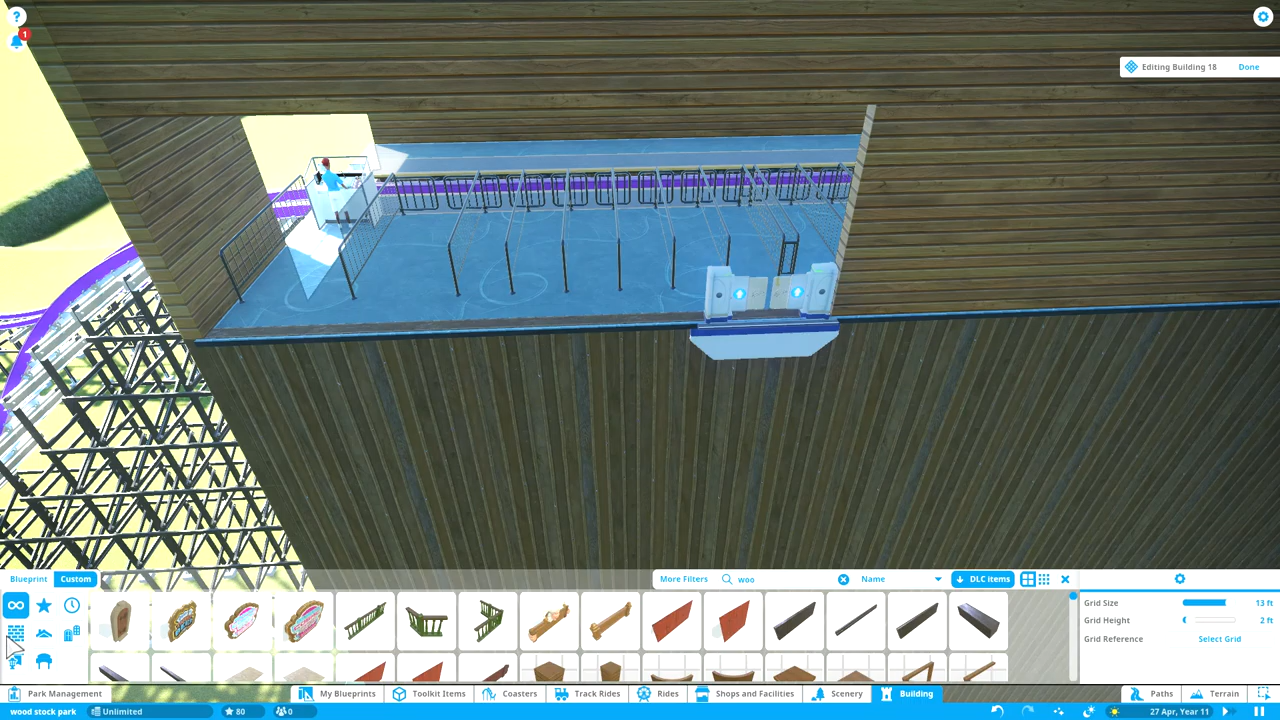 ?
1
Editing Building 18 Done
Blueprint Custom More Filters woo Name DLC items
Grid Size 13 ft
Grid Height 2 ft
Grid Reference Select Grid
Park Management My Blueprints Toolkit Items Coasters Track Rides Rides Shops and Facilities Scenery Building Paths Terrain
wood stock park Unlimited 80 0 27 Apr, Year 11